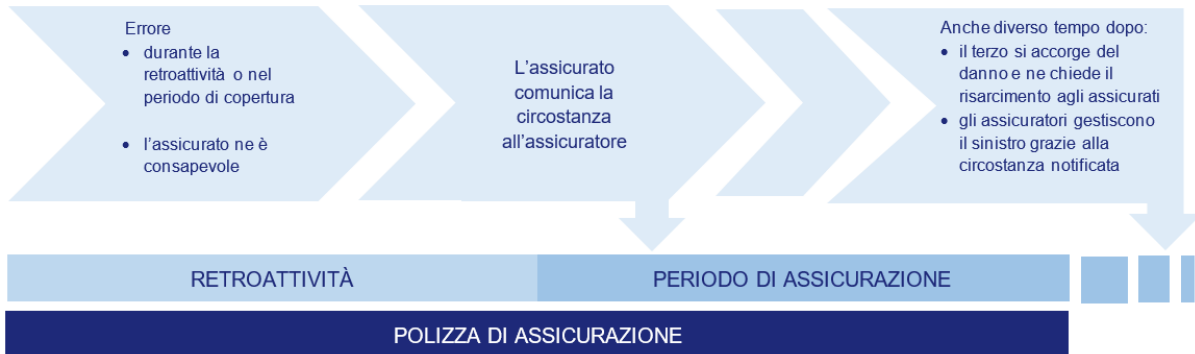 Errore
• durante la
retroattività o nel
periodo di copertura
• l'assicurato ne è
consapevole
L'assicurato
comunica la
circostanza
all'assicuratore
Anche diverso tempo dopo:
• il terzo si accorge del
danno e ne chiede il
risarcimento agli assicurati
• gli assicuratori gestiscono
il sinistro grazie alla
circostanza notificata
RETROATTIVITÀ
PERIODO DI ASSICURAZIONE
POLIZZA DI ASSICURAZIONE